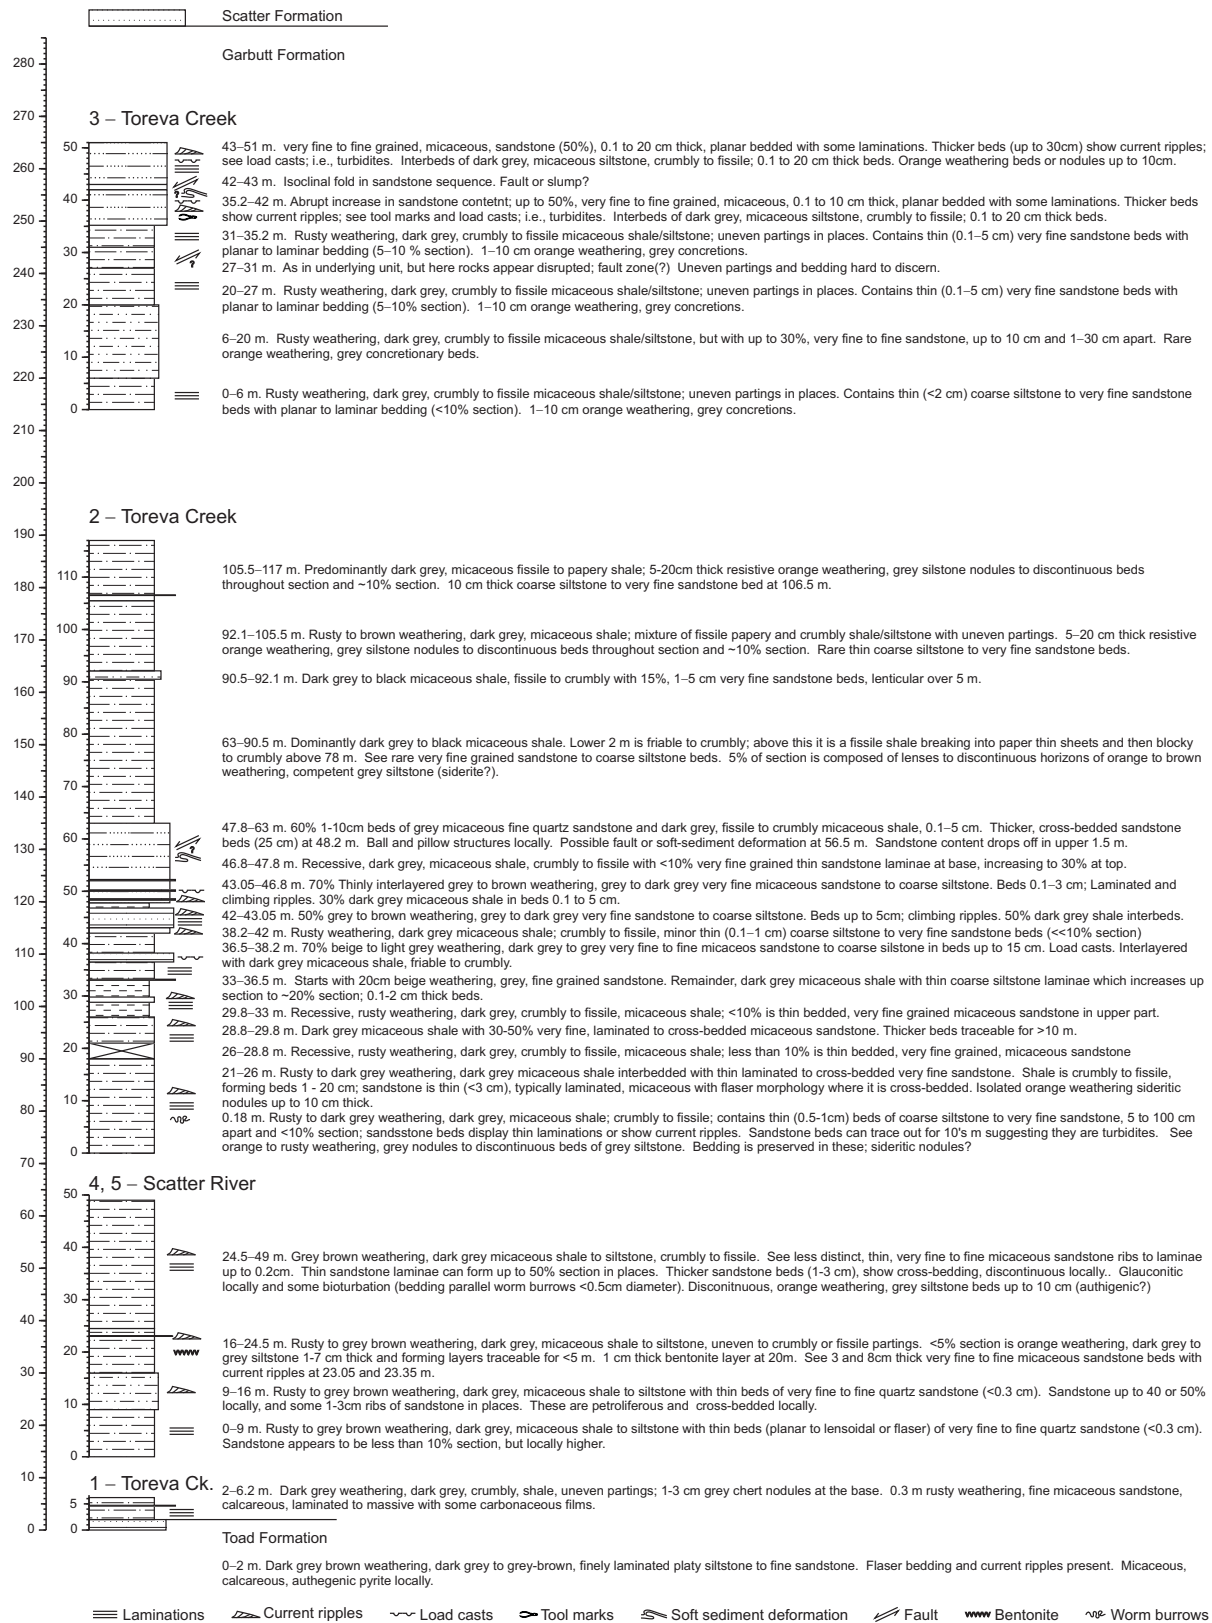 Scatter Formation
Garbutt Formation
280
270
260
250
240
230
220
210
200
190
180
170
160
150
140
130
120
110
100
90
80
70
60
50
40
30
20
10
0
3 – Toreva Creek
50
40
30
20
10
0
43–51 m. very fine to fine grained, micaceous, sandstone (50%), 0.1 to 20 cm thick, planar bedded with some laminations. Thicker beds (up to 30cm) show current ripples;
see load casts; i.e., turbidites. Interbeds of dark grey, micaceous siltstone, crumbly to fissile; 0.1 to 20 cm thick beds. Orange weathering beds or nodules up to 10cm.
42–43 m. Isoclinal fold in sandstone sequence. Fault or slump?
35.2–42 m. Abrupt increase in sandstone contetnt; up to 50%, very fine to fine grained, micaceous, 0.1 to 10 cm thick, planar bedded with some laminations. Thicker beds
show current ripples; see tool marks and load casts; i.e., turbidites. Interbeds of dark grey, micaceous siltstone, crumbly to fissile; 0.1 to 20 cm thick beds.
31–35.2 m. Rusty weathering, dark grey, crumbly to fissile micaceous shale/siltstone; uneven partings in places. Contains thin (0.1–5 cm) very fine sandstone beds with
planar to laminar bedding (5–10 % section). 1–10 cm orange weathering, grey concretions.
27–31 m. As in underlying unit, but here rocks appear disrupted; fault zone(?) Uneven partings and bedding hard to discern.
20–27 m. Rusty weathering, dark grey, crumbly to fissile micaceous shale/siltstone; uneven partings in places. Contains thin (0.1–5 cm) very fine sandstone beds with
planar to laminar bedding (5–10% section). 1–10 cm orange weathering, grey concretions.
6–20 m. Rusty weathering, dark grey, crumbly to fissile micaceous shale/siltstone, but with up to 30%, very fine to fine sandstone, up to 10 cm and 1–30 cm apart. Rare
orange weathering, grey concretionary beds.
0–6 m. Rusty weathering, dark grey, crumbly to fissile micaceous shale/siltstone; uneven partings in places. Contains thin (<2 cm) coarse siltstone to very fine sandstone
beds with planar to laminar bedding (<10% section). 1–10 cm orange weathering, grey concretions.
? ?
2 – Toreva Creek
110
100
90
80
70
60
50
40
30
20
10
0
105.5–117 m. Predominantly dark grey, micaceous fissile to papery shale; 5-20cm thick resistive orange weathering, grey silstone nodules to discontinuous beds
throughout section and ~10% section. 10 cm thick coarse siltstone to very fine sandstone bed at 106.5 m.
92.1–105.5 m. Rusty to brown weathering, dark grey, micaceous shale; mixture of fissile papery and crumbly shale/siltstone with uneven partings. 5–20 cm thick resistive
orange weathering, grey silstone nodules to discontinuous beds throughout section and ~10% section. Rare thin coarse siltstone to very fine sandstone beds.
90.5–92.1 m. Dark grey to black micaceous shale, fissile to crumbly with 15%, 1–5 cm very fine sandstone beds, lenticular over 5 m.
63–90.5 m. Dominantly dark grey to black micaceous shale. Lower 2 m is friable to crumbly; above this it is a fissile shale breaking into paper thin sheets and then blocky
to crumbly above 78 m. See rare very fine grained sandstone to coarse siltstone beds. 5% of section is composed of lenses to discontinuous horizons of orange to brown
weathering, competent grey siltstone (siderite?).
47.8–63 m. 60% 1-10cm beds of grey micaceous fine quartz sandstone and dark grey, fissile to crumbly micaceous shale, 0.1–5 cm. Thicker, cross-bedded sandstone
beds (25 cm) at 48.2 m. Ball and pillow structures locally. Possible fault or soft-sediment deformation at 56.5 m. Sandstone content drops off in upper 1.5 m.
?
46.8–47.8 m. Recessive, dark grey, micaceous shale, crumbly to fissile with <10% very fine grained thin sandstone laminae at base, increasing to 30% at top.
43.05–46.8 m. 70% Thinly interlayered grey to brown weathering, grey to dark grey very fine micaceous sandstone to coarse siltstone. Beds 0.1–3 cm; Laminated and
climbing ripples. 30% dark grey micaceous shale in beds 0.1 to 5 cm.
42–43.05 m. 50% grey to brown weathering, grey to dark grey very fine sandstone to coarse siltstone. Beds up to 5cm; climbing ripples. 50% dark grey shale interbeds.
38.2–42 m. Rusty weathering, dark grey micaceous shale; crumbly to fissile, minor thin (0.1–1 cm) coarse siltstone to very fine sandstone beds (<<10% section)
36.5–38.2 m. 70% beige to light grey weathering, dark grey to grey very fine to fine micaceos sandstone to coarse silstone in beds up to 15 cm. Load casts. Interlayered
with dark grey micaceous shale, friable to crumbly.
33–36.5 m. Starts with 20cm beige weathering, grey, fine grained sandstone. Remainder, dark grey micaceous shale with thin coarse siltstone laminae which increases up
section to ~20% section; 0.1-2 cm thick beds.
29.8–33 m. Recessive, rusty weathering, dark grey, crumbly to fissile, micaceous shale; <10% is thin bedded, very fine grained micaceous sandstone in upper part.
28.8–29.8 m. Dark grey micaceous shale with 30-50% very fine, laminated to cross-bedded micaceous sandstone. Thicker beds traceable for >10 m.
26–28.8 m. Recessive, rusty weathering, dark grey, crumbly to fissile, micaceous shale; less than 10% is thin bedded, very fine grained, micaceous sandstone
21–26 m. Rusty to dark grey weathering, dark grey micaceous shale interbedded with thin laminated to cross-bedded very fine sandstone. Shale is crumbly to fissile,
forming beds 1 - 20 cm; sandstone is thin (<3 cm), typically laminated, micaceous with flaser morphology where it is cross-bedded. Isolated orange weathering sideritic
nodules up to 10 cm thick.
0.18 m. Rusty to dark grey weathering, dark grey, micaceous shale; crumbly to fissile; contains thin (0.5-1cm) beds of coarse siltstone to very fine sandstone, 5 to 100 cm
apart and <10% section; sandsstone beds display thin laminations or show current ripples. Sandstone beds can trace out for 10's m suggesting they are turbidites. See
orange to rusty weathering, grey nodules to discontinuous beds of grey siltstone. Bedding is preserved in these; sideritic nodules?
4, 5 – Scatter River
50
40
30
20
10
0
24.5–49 m. Grey brown weathering, dark grey micaceous shale to siltstone, crumbly to fissile. See less distinct, thin, very fine to fine micaceous sandstone ribs to laminae
up to 0.2cm. Thin sandstone laminae can form up to 50% section in places. Thicker sandstone beds (1-3 cm), show cross-bedding, discontinuous locally.. Glauconitic
locally and some bioturbation (bedding parallel worm burrows <0.5cm diameter). Disconitnuous, orange weathering, grey siltstone beds up to 10 cm (authigenic?)
16–24.5 m. Rusty to grey brown weathering, dark grey, micaceous shale to siltstone, uneven to crumbly or fissile partings. <5% section is orange weathering, dark grey to
grey siltstone 1-7 cm thick and forming layers traceable for <5 m. 1 cm thick bentonite layer at 20m. See 3 and 8cm thick very fine to fine micaceous sandstone beds with
current ripples at 23.05 and 23.35 m.
9–16 m. Rusty to grey brown weathering, dark grey, micaceous shale to siltstone with thin beds of very fine to fine quartz sandstone (<0.3 cm). Sandstone up to 40 or 50%
locally, and some 1-3cm ribs of sandstone in places. These are petroliferous and cross-bedded locally.
0–9 m. Rusty to grey brown weathering, dark grey, micaceous shale to siltstone with thin beds (planar to lensoidal or flaser) of very fine to fine quartz sandstone (<0.3 cm).
Sandstone appears to be less than 10% section, but locally higher.
1 – Toreva Ck.
5
0
2–6.2 m. Dark grey weathering, dark grey, crumbly, shale, uneven partings; 1-3 cm grey chert nodules at the base. 0.3 m rusty weathering, fine micaceous sandstone,
calcareous, laminated to massive with some carbonaceous films.
Toad Formation
0–2 m. Dark grey brown weathering, dark grey to grey-brown, finely laminated platy siltstone to fine sandstone. Flaser bedding and current ripples present. Micaceous,
calcareous, authegenic pyrite locally.
Laminations Current ripples Load casts Tool marks Soft sediment deformation Fault Bentonite Worm burrows